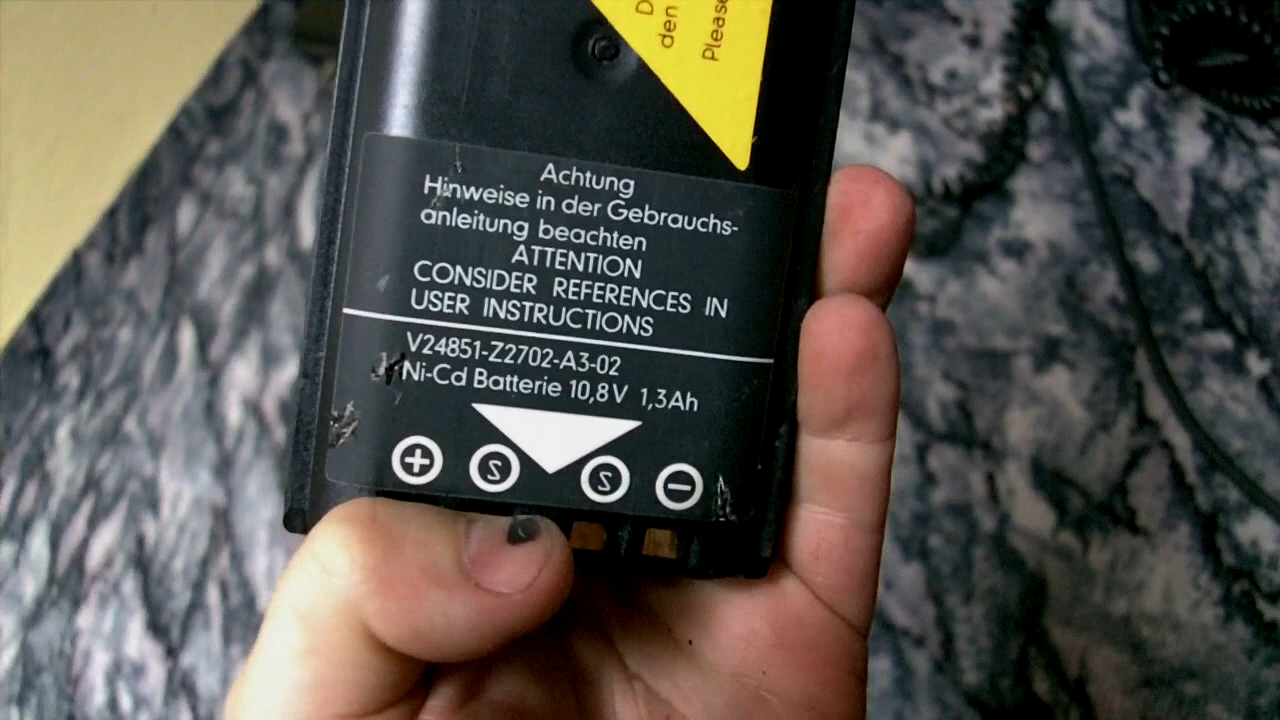 D
den
Please
Achtung
Hinweise in der Gebrauchs-
anleitung beachten
ATTENTION
CONSIDER REFERENCES IN
USER INSTRUCTIONS
V24851-Z2702-A3-02
Ni-Cd Batterie 10,8V 1,3Ah
+ S S −